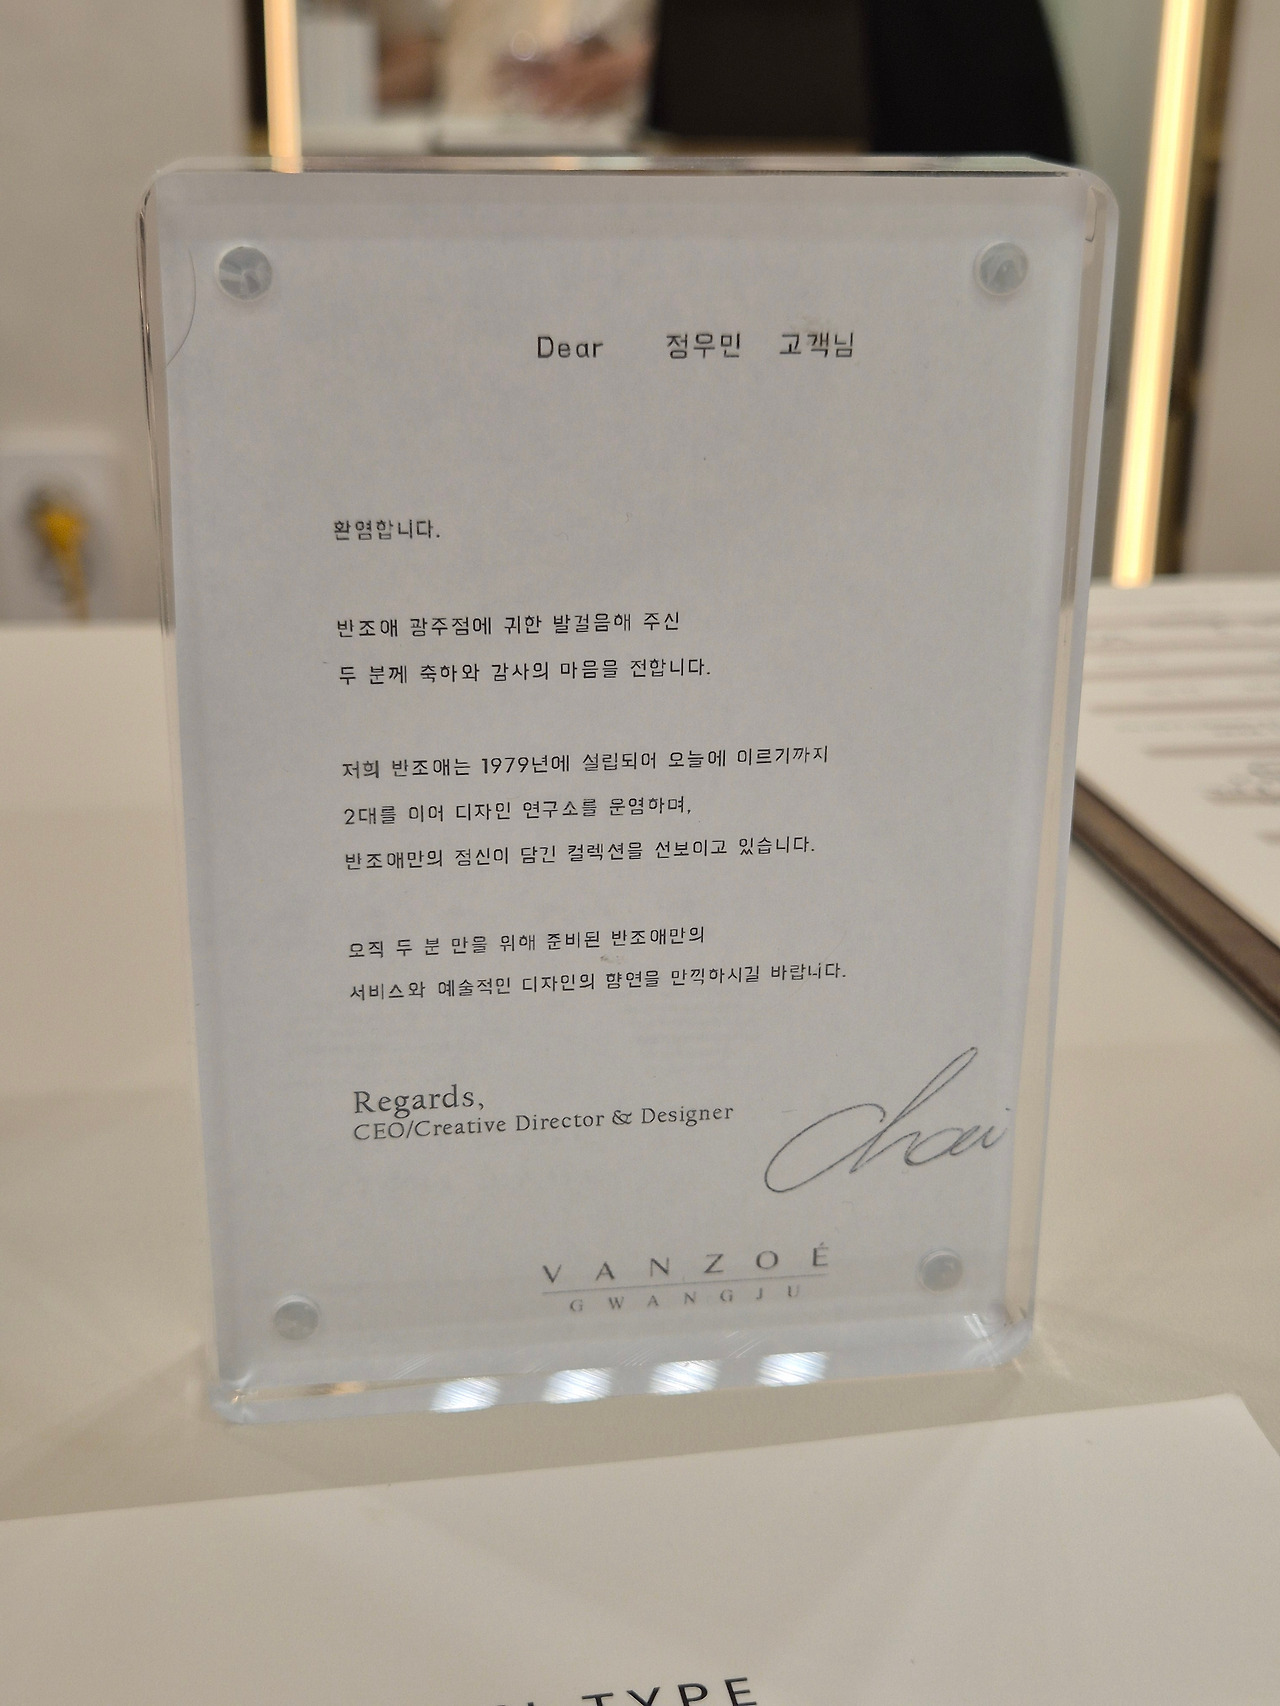 Dear 정우민 고객님
환영합니다.
반조애 광주점에 귀한 발걸음해 주신
두 분께 축하와 감사의 마음을 전합니다.
저희 반조애는 1979년에 설립되어 오늘에 이르기까지
2대를 이어 디자인 연구소를 운영하며,
반조애만의 정신이 담긴 컬렉션을 선보이고 있습니다.
오직 두 분 만을 위해 준비된 반조애만의
서비스와 예술적인 디자인의 향연을 만끽하시길 바랍니다.
Regards,
CEO/Creative Director & Designer
VANZOÉ
GWANGJU
TYPE